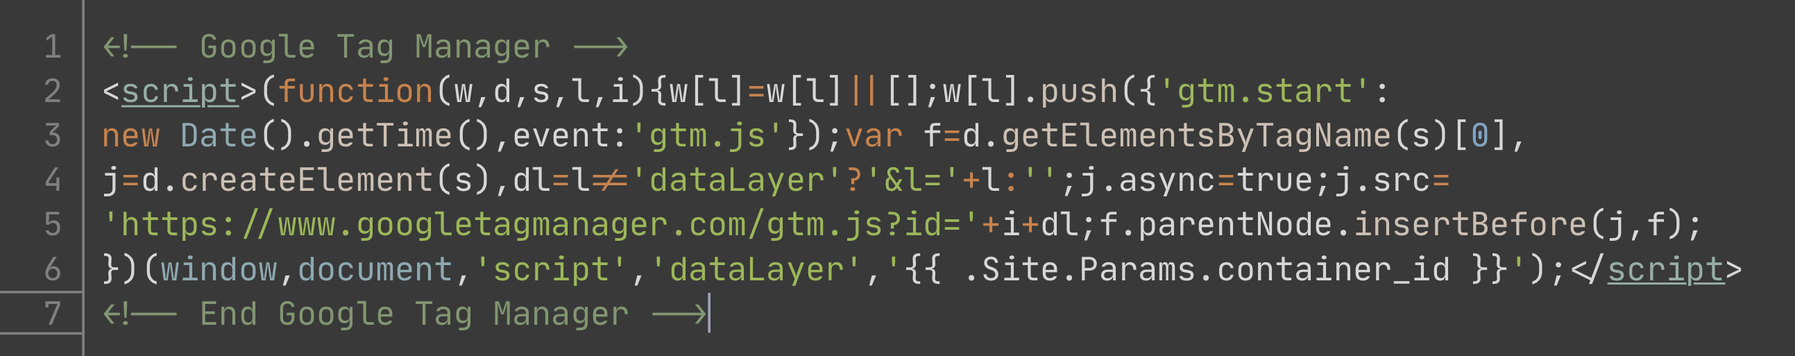 1 <!-- Google Tag Manager -->
2 <script>(function(w,d,s,l,i){w[l]=w[l]||[];w[l].push({'gtm.start':
3 new Date().getTime(),event:'gtm.js'});var f=d.getElementsByTagName(s)[0],
4 j=d.createElement(s),dl=l!='dataLayer'?'&l='+l:'';j.async=true;j.src=
5 'https://www.googletagmanager.com/gtm.js?id='+i+dl;f.parentNode.insertBefore(j,f);
6 })(window,document,'script','dataLayer','{{ .Site.Params.container_id }}');</script>
7 <!-- End Google Tag Manager -->